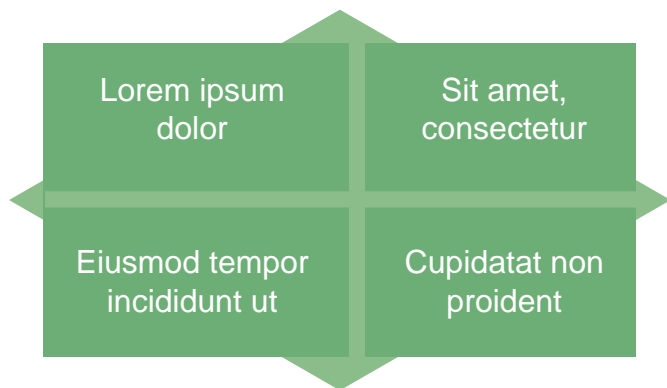 Lorem ipsum
dolor
Sit amet,
consectetur
Eiusmod tempor
incididunt ut
Cupidatat non
proident